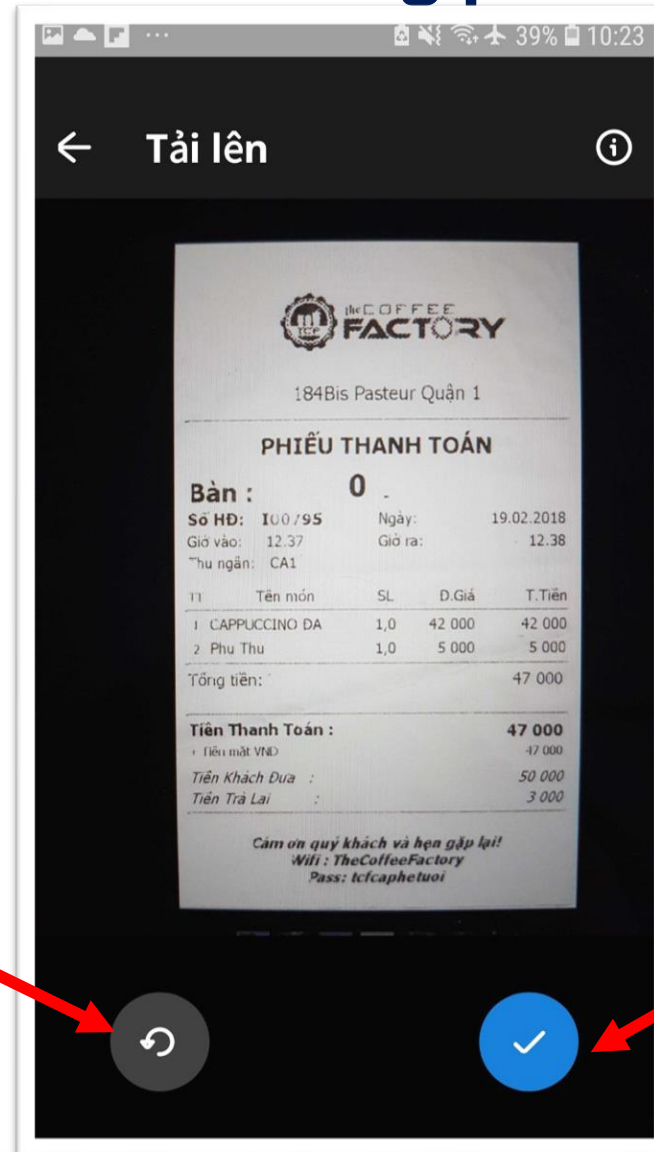 39% 10:23
Tải lên
the COFFEE
FACTORY
TCF
184Bis Pasteur Quận 1
PHIẾU THANH TOÁN
Bàn : 0
Số HĐ: I00795 Ngày: 19.02.2018
Giờ vào: 12.37 Giờ ra: 12.38
Thu ngân: CA1
TT Tên món SL D.Giá T.Tiền
1 CAPPUCCINO ĐA 1,0 42 000 42 000
2 Phu Thu 1,0 5 000 5 000
Tổng tiền: 47 000
Tiền Thanh Toán : 47 000
+ Tiền mặt VND 47 000
Tiền Khách Đưa : 50 000
Tiền Trả Lai : 3 000
Cám ơn quý khách và hẹn gặp lại!
Wifi : TheCoffeeFactory
Pass: tcfcaphetuoi